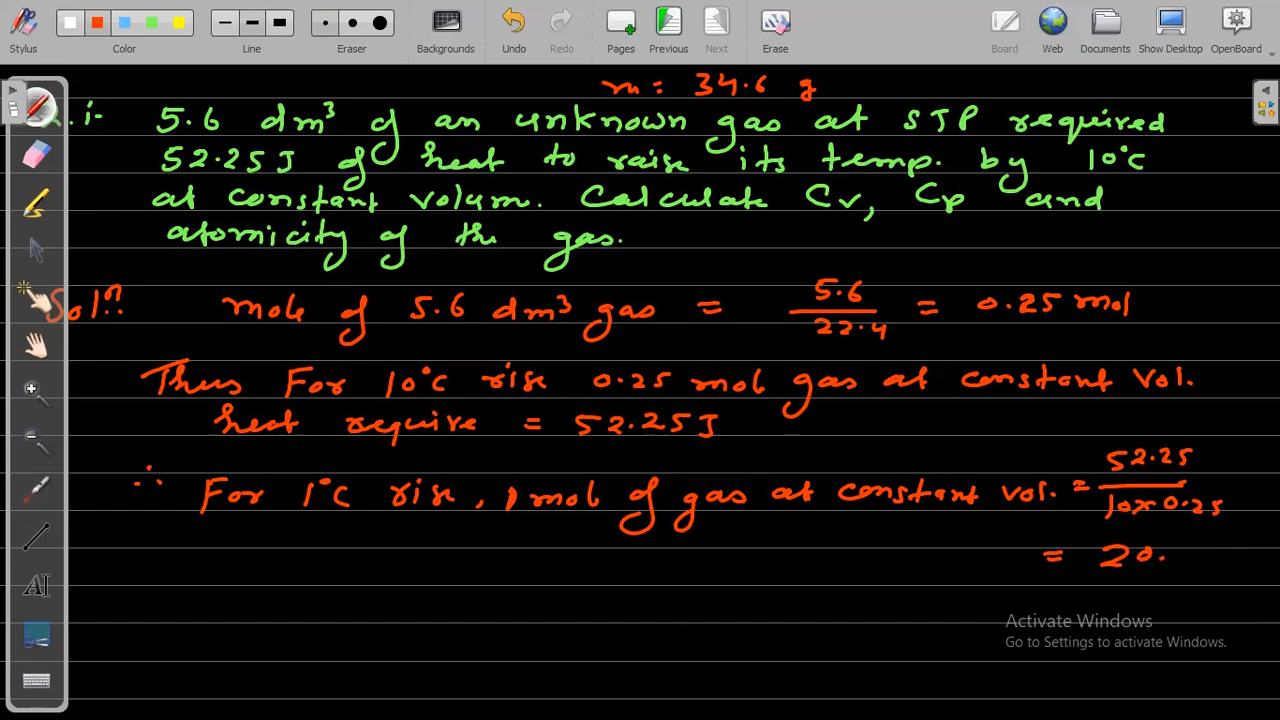 Stylus
Color
Line
Eraser
Backgrounds
Undo
Redo
Pages
Previous
Next
Erase
Board
Web
Documents
Show Desktop
OpenBoard
m = 34.6 g
.i- 5.6 dm³ of an unknown gas at STP required
52.25J of heat to raise its temp. by 10°C
at constant volum. Calculate Cv, Cp and
atomicity of the gas.
Solⁿ. mole of 5.6 dm³ gas = 5.6 / 22.4 = 0.25 mol
Thus For 10°C rise 0.25 mol gas at constant Vol.
heat require = 52.25J
∴ For 1°C rise, 1 mol of gas at constant vol. = 52.25 / 10×0.25
= 20.
AI
Activate Windows
Go to Settings to activate Windows.